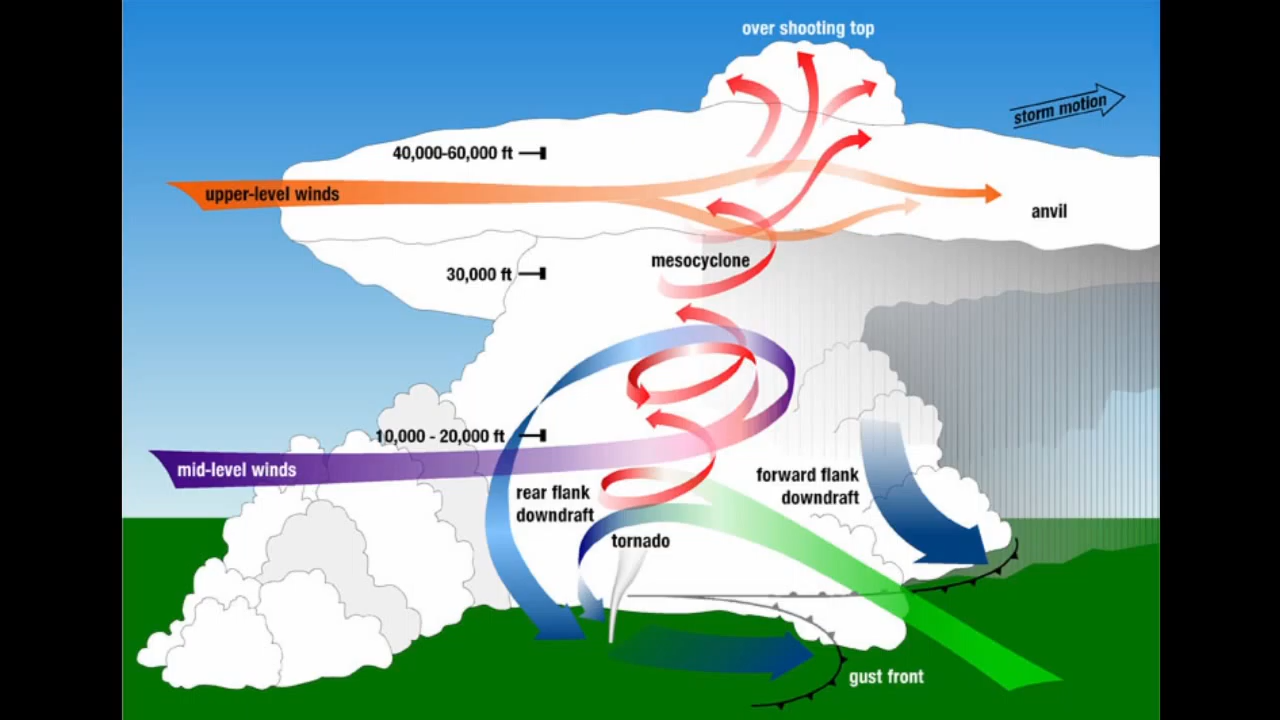 over shooting top
storm motion
40,000-60,000 ft
upper-level winds
anvil
mesocyclone
30,000 ft
10,000 - 20,000 ft
mid-level winds
forward flank
downdraft
rear flank
downdraft
tornado
gust front